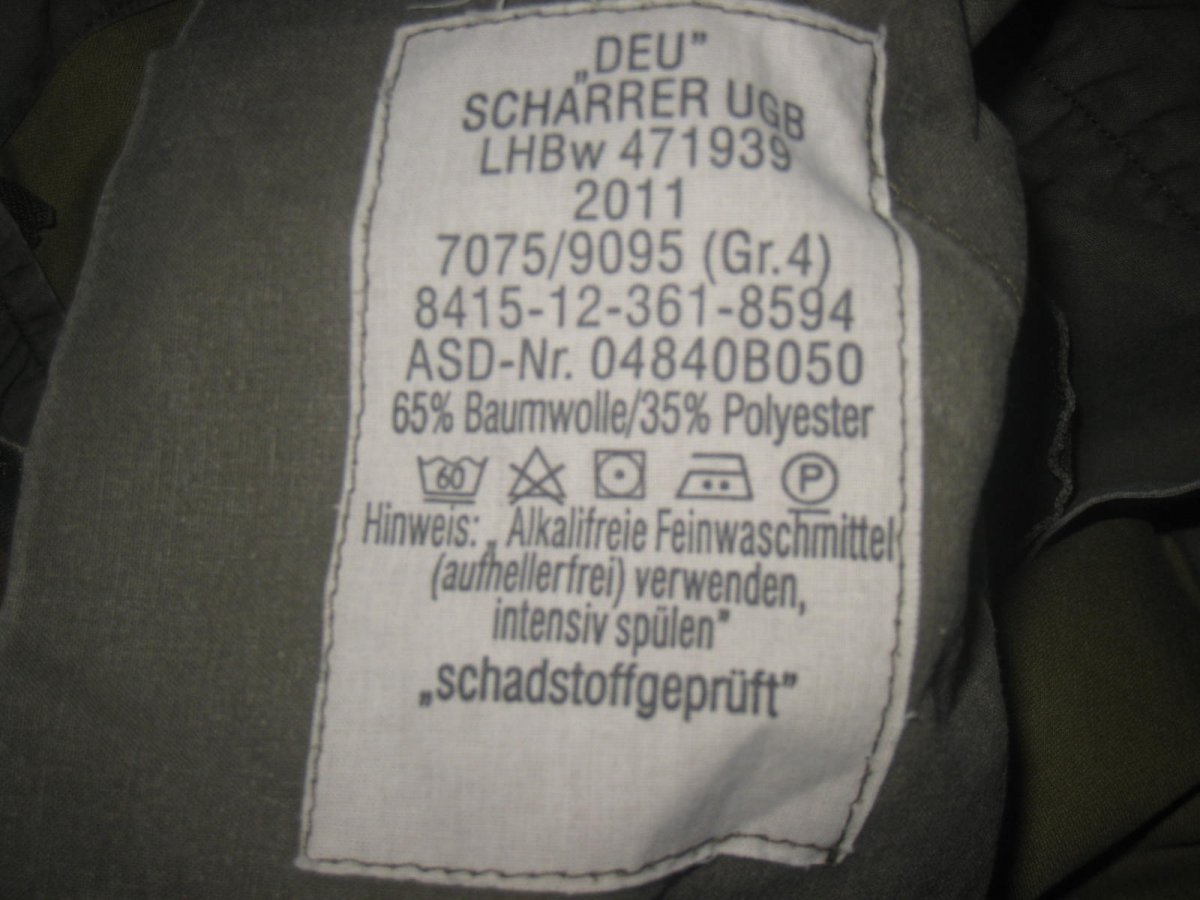 „DEU”
SCHARRER UGB
LHBw 471939
2011
7075/9095 (Gr.4)
8415-12-361-8594
ASD-Nr. 04840B050
65% Baumwolle/35% Polyester
60 P
Hinweis: „Alkalifreie Feinwaschmittel
(aufhellerfrei) verwenden,
intensiv spülen”
„schadstoffgeprüft”